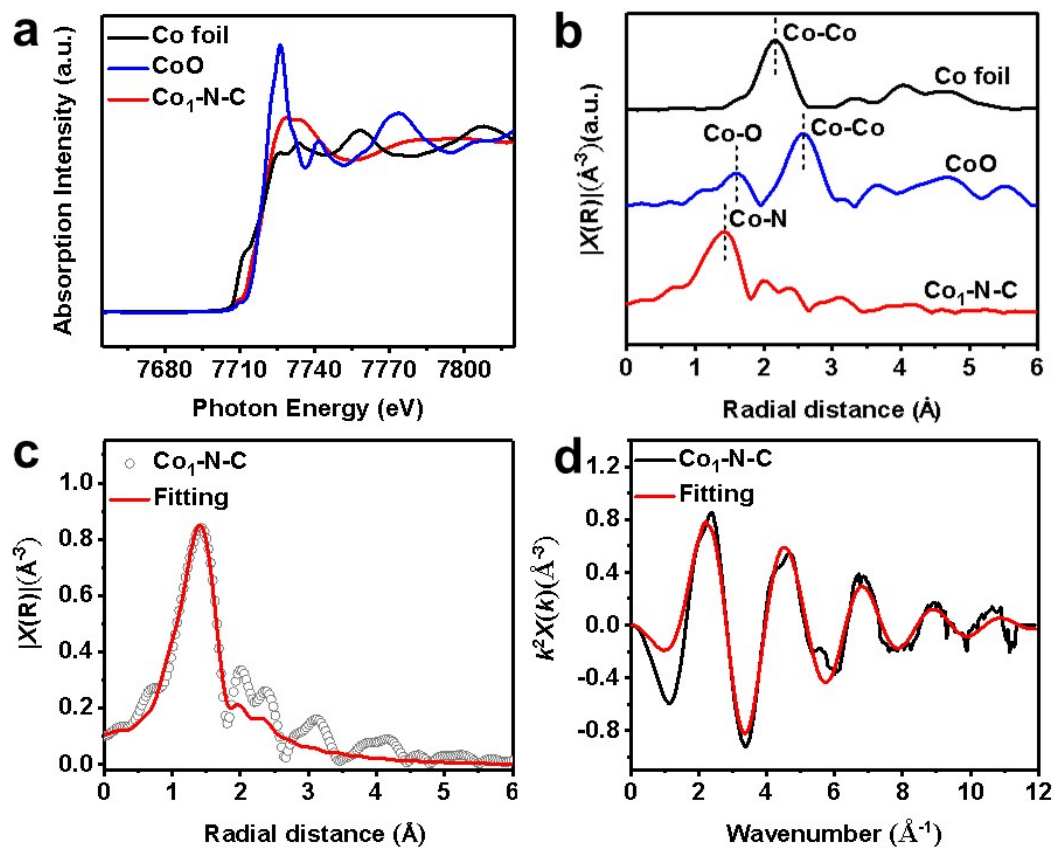 a
Co foil
CoO
Co₁-N-C
Absorption Intensity (a.u.)
7680 7710 7740 7770 7800
Photon Energy (eV)
b
Co-Co
Co foil
Co-O
Co-Co
CoO
Co-N
Co₁-N-C
|X(R)|(Å⁻³)(a.u.)
0 1 2 3 4 5 6
Radial distance (Å)
c
Co₁-N-C
Fitting
|X(R)|(Å⁻³)
1.0
0.8
0.6
0.4
0.2
0.0
0 1 2 3 4 5 6
Radial distance (Å)
d
Co₁-N-C
Fitting
k²X(k)(Å⁻³)
1.2
0.8
0.4
0.0
-0.4
-0.8
0 2 4 6 8 10 12
Wavenumber (Å⁻¹)